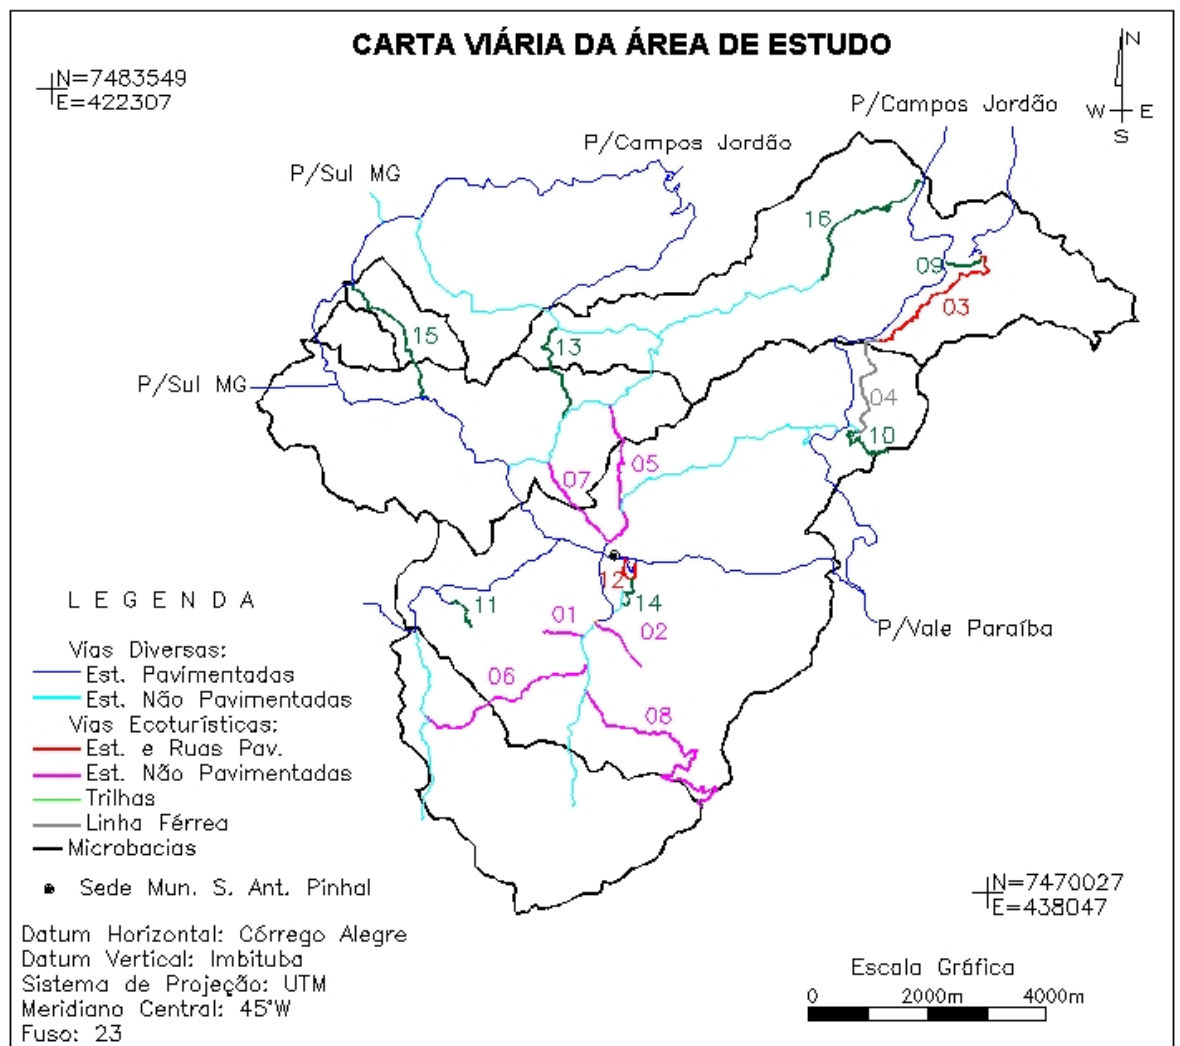 CARTA VIÁRIA DA ÁREA DE ESTUDO
N=7483549
E=422307
N
W E
S
P/Campos Jordão
P/Campos Jordão
P/Sul MG
16
09
03
15
13
P/Sul MG
04
10
05
07
12
14
11
01
02
P/Vale Paraíba
06
08
LEGENDA
Vias Diversas:
Est. Pavimentadas
Est. Não Pavimentadas
Vias Ecoturísticas:
Est. e Ruas Pav.
Est. Não Pavimentadas
Trilhas
Linha Férrea
Microbacias
Sede Mun. S. Ant. Pinhal
N=7470027
E=438047
Datum Horizontal: Córrego Alegre
Datum Vertical: Imbituba
Sistema de Projeção: UTM
Meridiano Central: 45°W
Fuso: 23
Escala Gráfica
0 2000m 4000m